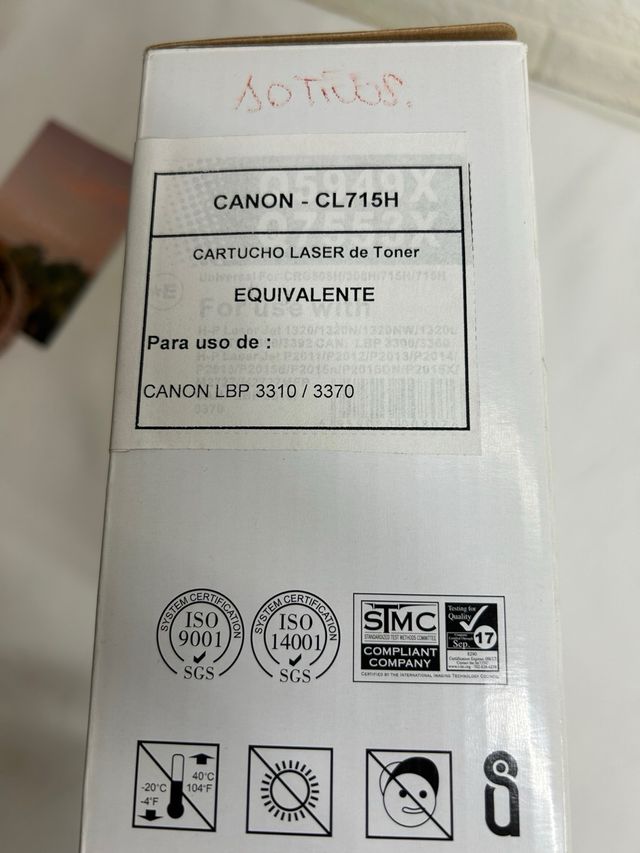 CANON - CL715H
CARTUCHO LASER de Toner
EQUIVALENTE
Para uso de :
CANON LBP 3310 / 3370
For use with
SYSTEM CERTIFICATION
ISO
9001
SGS
SYSTEM CERTIFICATION
ISO
14001
SGS
STMC
STANDARDIZED TEST METHODS COMMITTEE
COMPLIANT
COMPANY
Testing for
Quality
Sep. 17
CERTIFIED BY THE INTERNATIONAL IMAGING TECHNOLOGY COUNCIL
-20°C
-4°F
40°C
104°F